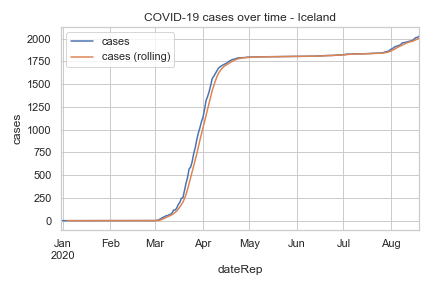 COVID-19 cases over time - Iceland
cases
cases (rolling)
2000
1750
1500
1250
1000
750
500
250
0
cases
Jan Feb Mar Apr May Jun Jul Aug
2020
dateRep